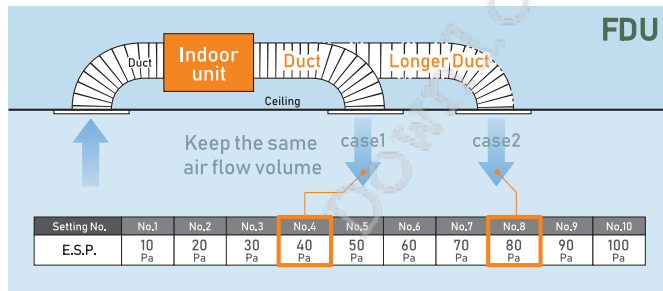 FDU
Duct
Indoor
unit
Duct
Longer Duct
Ceiling
Keep the same
air flow volume
case1
case2
Setting No. No.1 No.2 No.3 No.4 No.5 No.6 No.7 No.8 No.9 No.10
E.S.P. 10 Pa 20 Pa 30 Pa 40 Pa 50 Pa 60 Pa 70 Pa 80 Pa 90 Pa 100 Pa